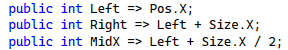 public int Left => Pos.X;
public int Right => Left + Size.X;
public int MidX => Left + Size.X / 2;